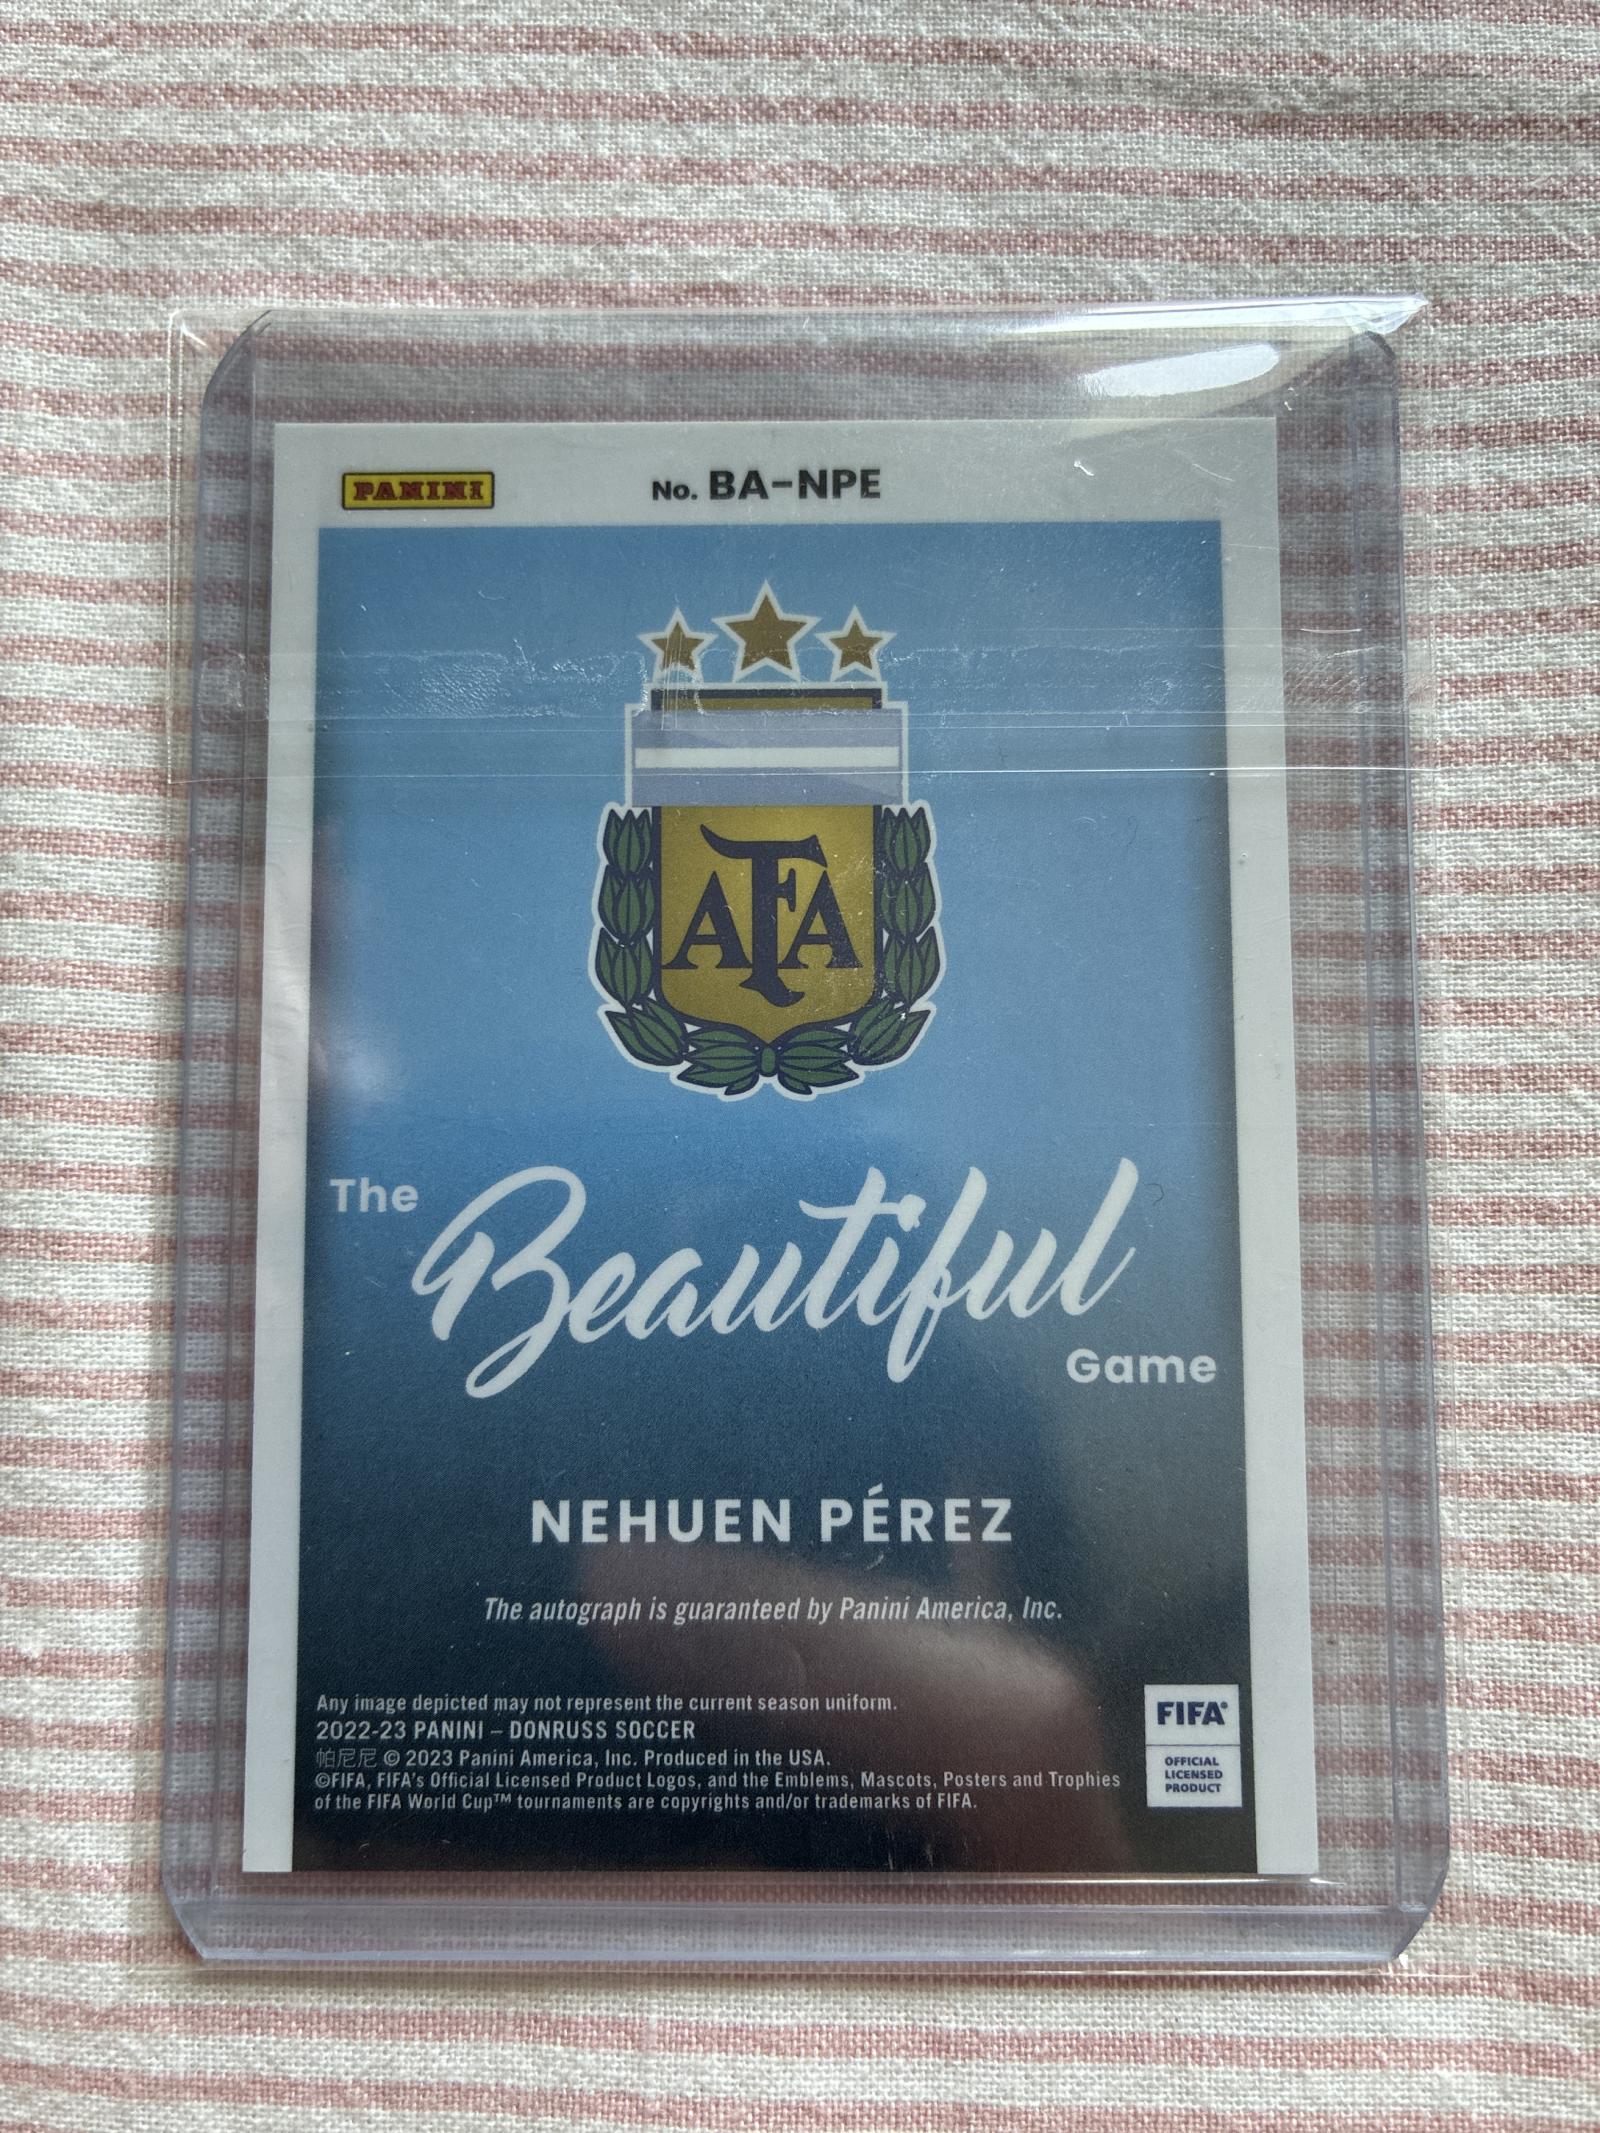 PANINI
No. BA-NPE
AFA
The
Beautiful
Game
NEHUEN PÉREZ
The autograph is guaranteed by Panini America, Inc.
Any image depicted may not represent the current season uniform.
2022-23 PANINI – DONRUSS SOCCER
帕尼尼 © 2023 Panini America, Inc. Produced in the USA.
©FIFA, FIFA's Official Licensed Product Logos, and the Emblems, Mascots, Posters and Trophies
of the FIFA World Cup™ tournaments are copyrights and/or trademarks of FIFA.
FIFA®
OFFICIAL
LICENSED
PRODUCT